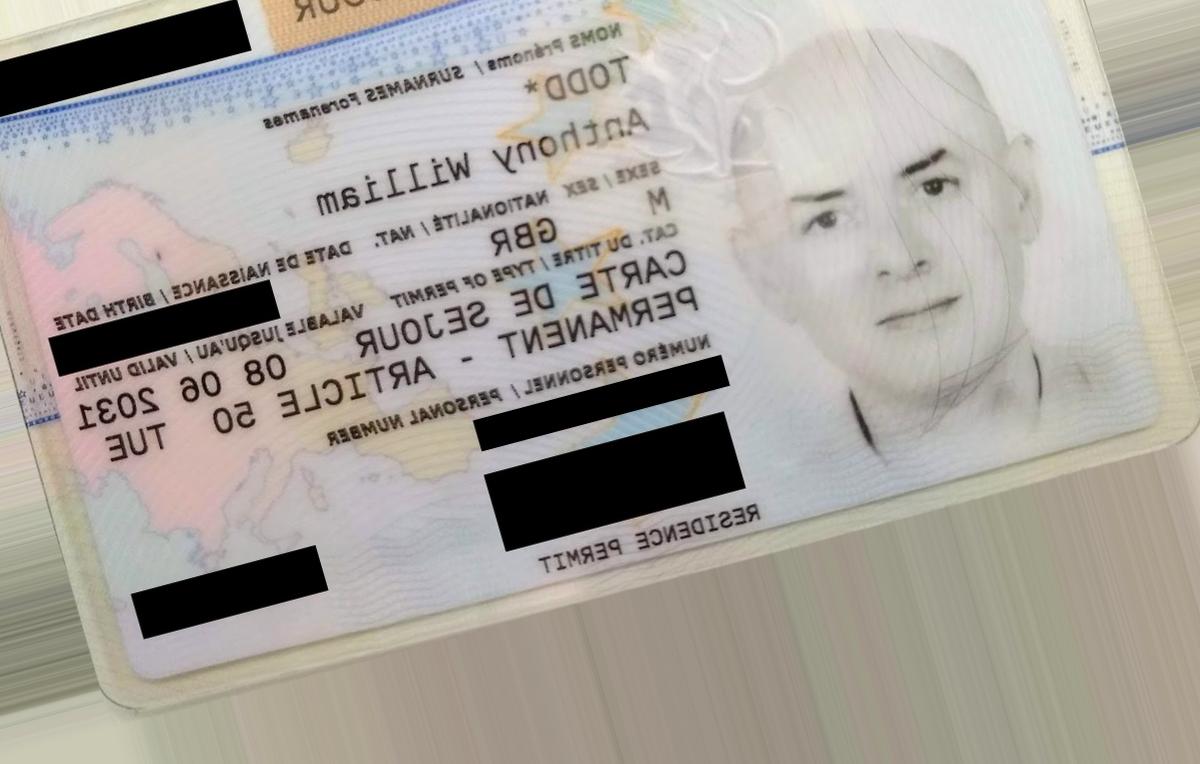 JOUR
NOMS Prénoms / SURNAMES Forenames
TODD*
Anthony William
SEXE / SEX NATIONALITÉ / NAT. DATE DE NAISSANCE / BIRTH DATE
M GBR
CAT. DU TITRE / TYPE OF PERMIT VALABLE JUSQU'AU / VALID UNTIL
CARTE DE SEJOUR 08 06 2031
PERMANENT - ARTICLE 50 TUE
NUMÉRO PERSONNEL / PERSONAL NUMBER
RESIDENCE PERMIT